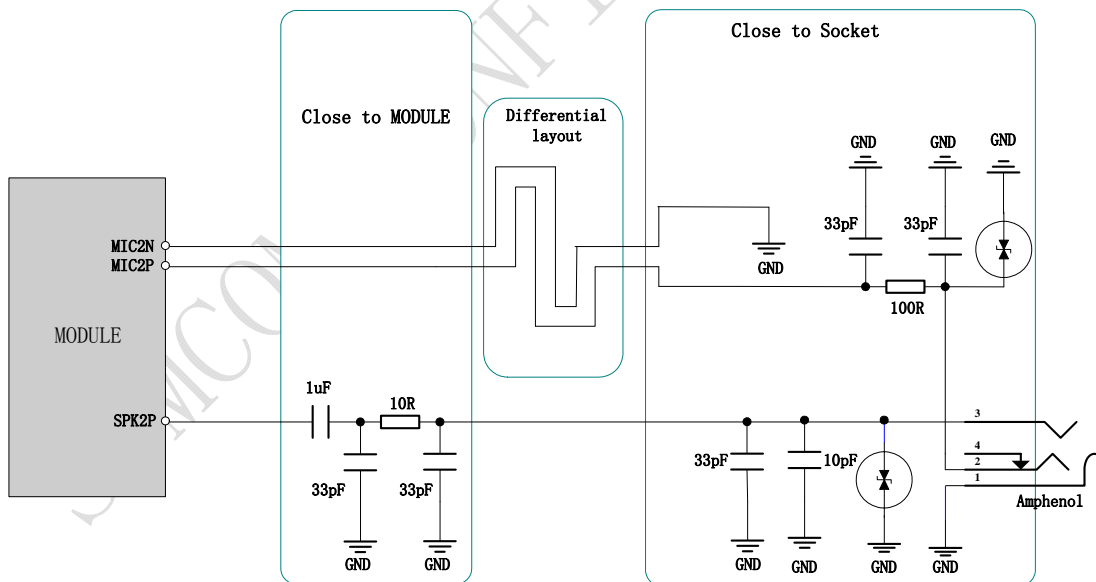 Close to Socket
Close to MODULE
Differential
layout
GND GND GND
33pF 33pF
MIC2N
MIC2P
GND
100R
MODULE
1uF
10R
SPK2P
3
4
2
1
33pF 33pF
33pF 10pF
Amphenol
GND GND
GND GND GND GND